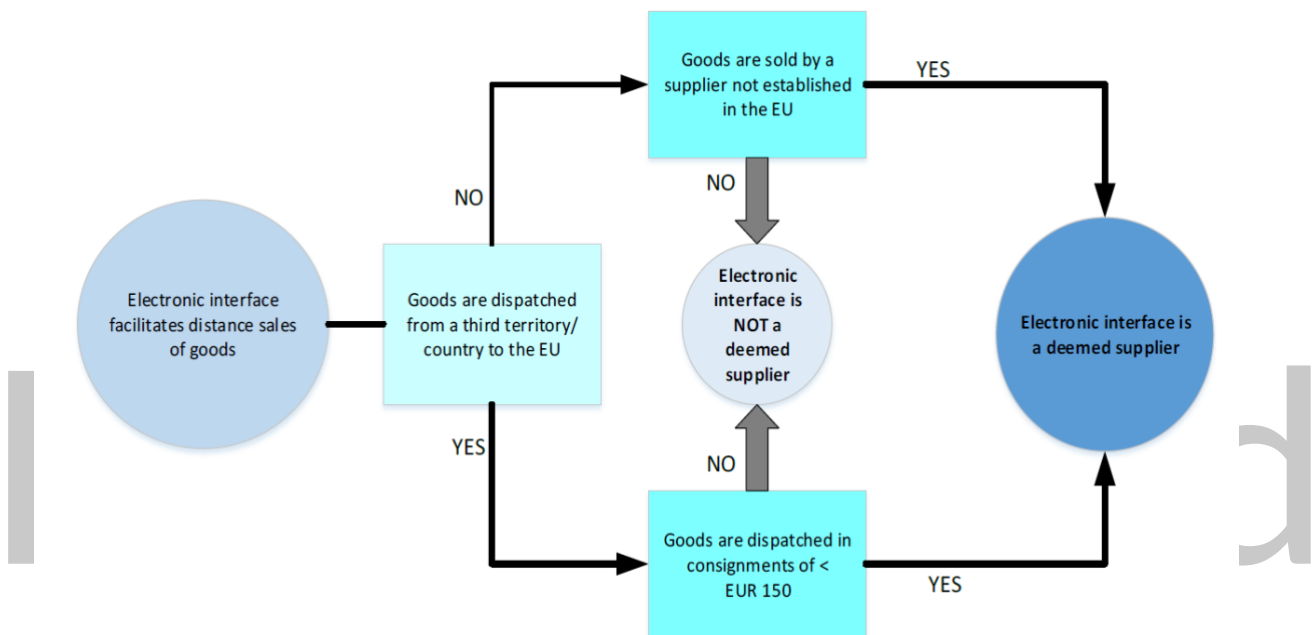 Goods are sold by a
supplier not established
in the EU
YES
NO
NO
Electronic interface
facilitates distance sales
of goods
Goods are dispatched
from a third territory/
country to the EU
Electronic
interface is
NOT a
deemed
supplier
Electronic interface is
a deemed supplier
YES
NO
Goods are dispatched in
consignments of <
EUR 150
YES